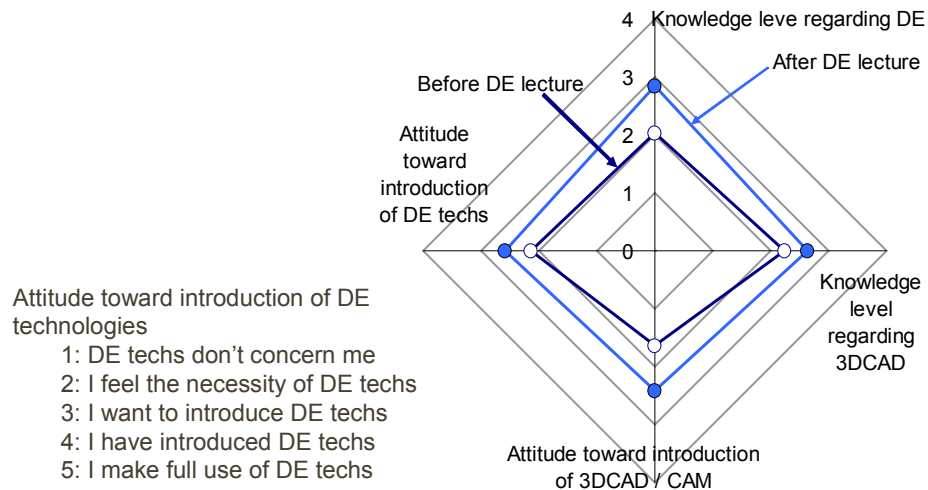 4
Knowledge leve regarding DE
After DE lecture
3
Before DE lecture
Attitude
toward
introduction
of DE techs
2
1
0
Knowledge
level
regarding
3DCAD
Attitude toward introduction of DE
technologies
1: DE techs don't concern me
2: I feel the necessity of DE techs
3: I want to introduce DE techs
4: I have introduced DE techs
5: I make full use of DE techs
Attitude toward introduction
of 3DCAD / CAM